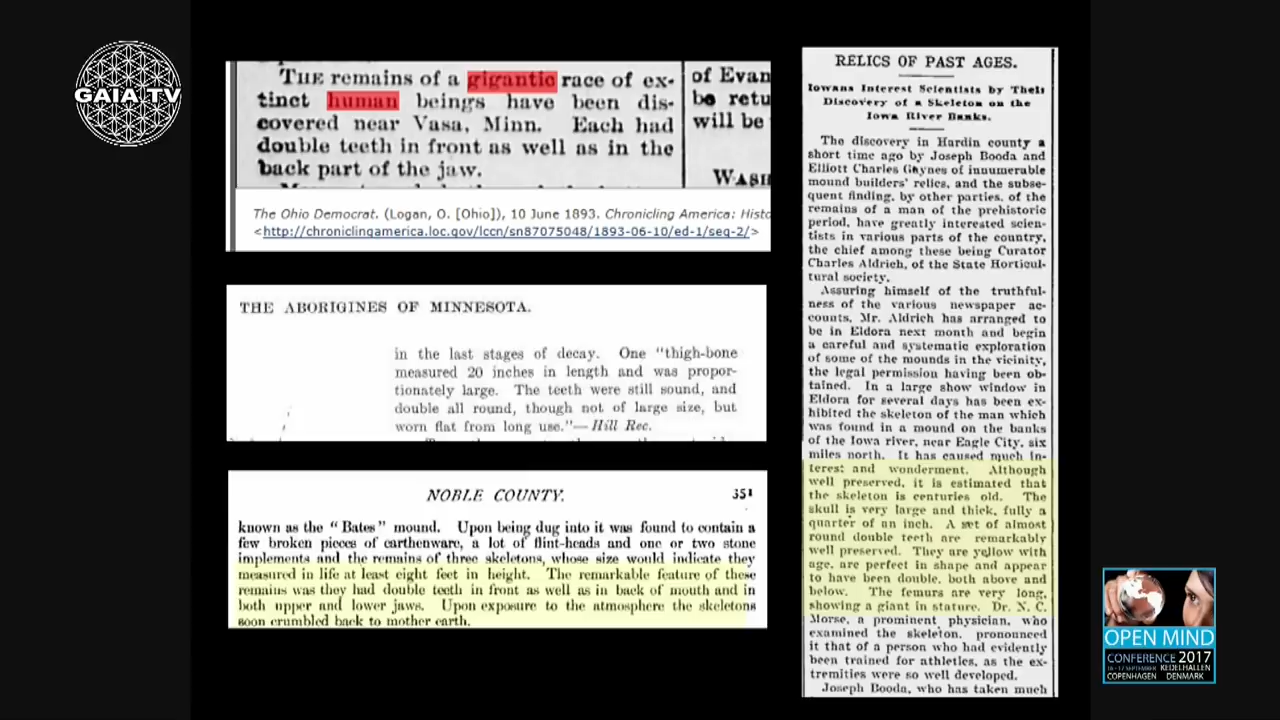 GAIA TV
THE remains of a gigantic race of ex-
tinct human beings have been dis-
covered near Vasa, Minn. Each had
double teeth in front as well as in the
back part of the jaw.
of Evan
be retu
will be
WASH
The Ohio Democrat. (Logan, O. [Ohio]), 10 June 1893. Chronicling America: Histo
<http://chroniclingamerica.loc.gov/lccn/sn87075048/1893-06-10/ed-1/seq-2/>
THE ABORIGINES OF MINNESOTA.
in the last stages of decay. One "thigh-bone
measured 20 inches in length and was propor-
tionately large. The teeth were still sound, and
double all round, though not of large size, but
worn flat from long use."—Hill Rec.
NOBLE COUNTY. 351
known as the "Bates" mound. Upon being dug into it was found to contain a
few broken pieces of earthenware, a lot of flint-heads and one or two stone
implements and the remains of three skeletons, whose size would indicate they
measured in life at least eight feet in height. The remarkable feature of these
remains was they had double teeth in front as well as in back of mouth and in
both upper and lower jaws. Upon exposure to the atmosphere the skeletons
soon crumbled back to mother earth.
RELICS OF PAST AGES.
Iowans Interest Scientists by Their
Discovery of a Skeleton on the
Iowa River Banks.
The discovery in Hardin county a
short time ago by Joseph Booda and
Elliott Charles Gaynes of innumerable
mound builders' relics, and the subse-
quent finding, by other parties, of the
remains of a man of the prehistoric
period, have greatly interested scien-
tists in various parts of the country,
the chief among these being Curator
Charles Aldrich, of the State Horticul-
tural society.
Assuring himself of the truthful-
ness of the various newspaper ac-
counts, Mr. Aldrich has arranged to
be in Eldora next month and begin
a careful and systematic exploration
of some of the mounds in the vicinity,
the legal permission having been ob-
tained. In a large show window in
Eldora for several days has been ex-
hibited the skeleton of the man which
was found in a mound on the banks
of the Iowa river, near Eagle City, six
miles north. It has caused much in-
terest and wonderment. Although
well preserved, it is estimated that
the skeleton is centuries old. The
skull is very large and thick, fully a
quarter of an inch. A set of almost
round double teeth are remarkably
well preserved. They are yellow with
age, are perfect in shape and appear
to have been double, both above and
below. The femurs are very long,
showing a giant in stature. Dr. N. C.
Morse, a prominent physician, who
examined the skeleton, pronounced
it that of a person who had evidently
been trained for athletics, as the ex-
tremities were so well developed.
Joseph Booda, who has taken much
OPEN MIND
CONFERENCE 2017
16 - 17 SEPTEMBER KEDELHALLEN
COPENHAGEN DENMARK